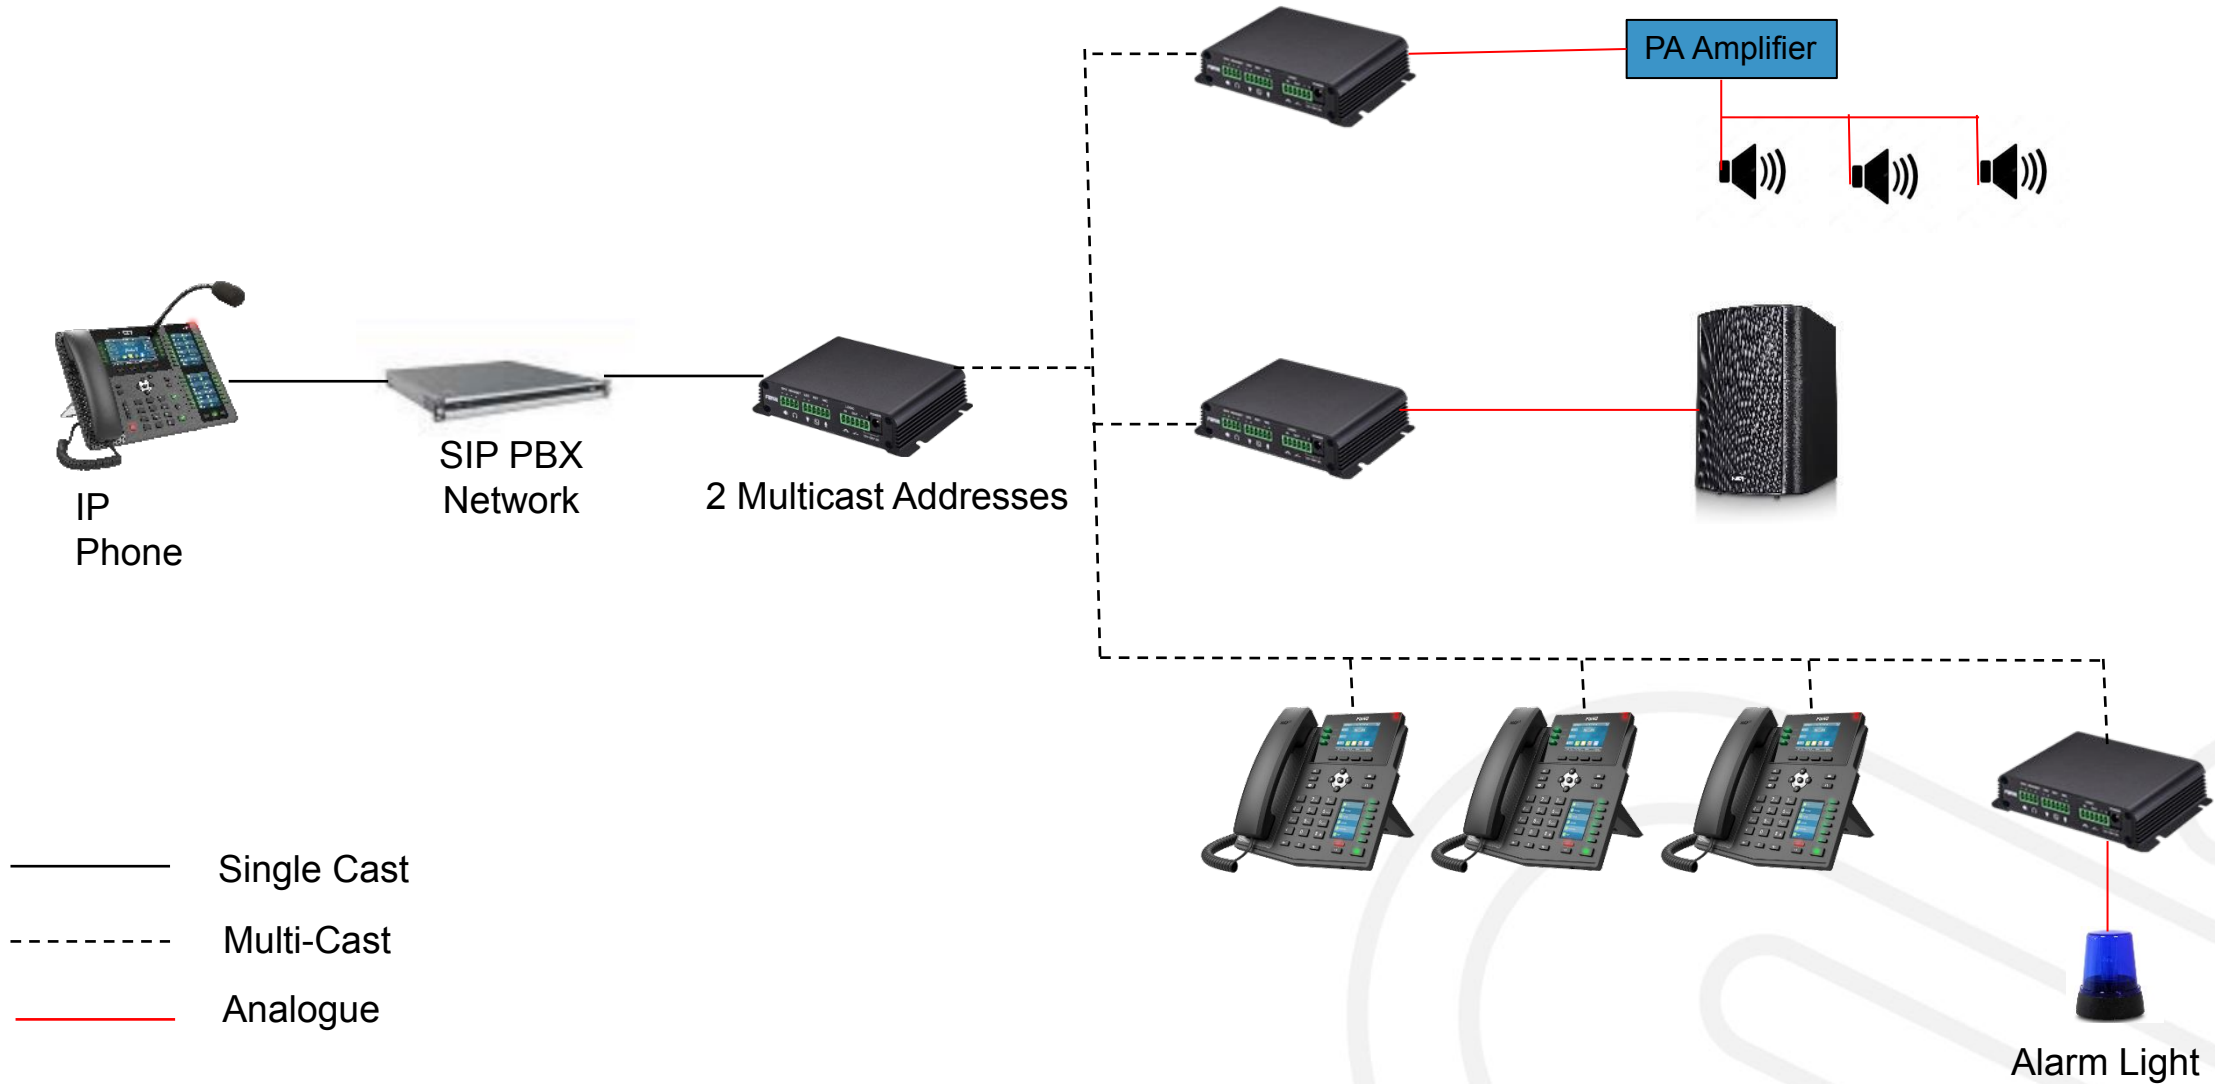 PA Amplifier
SIP PBX
Network
2 Multicast Addresses
IP
Phone
Single Cast
Multi-Cast
Analogue
Alarm Light